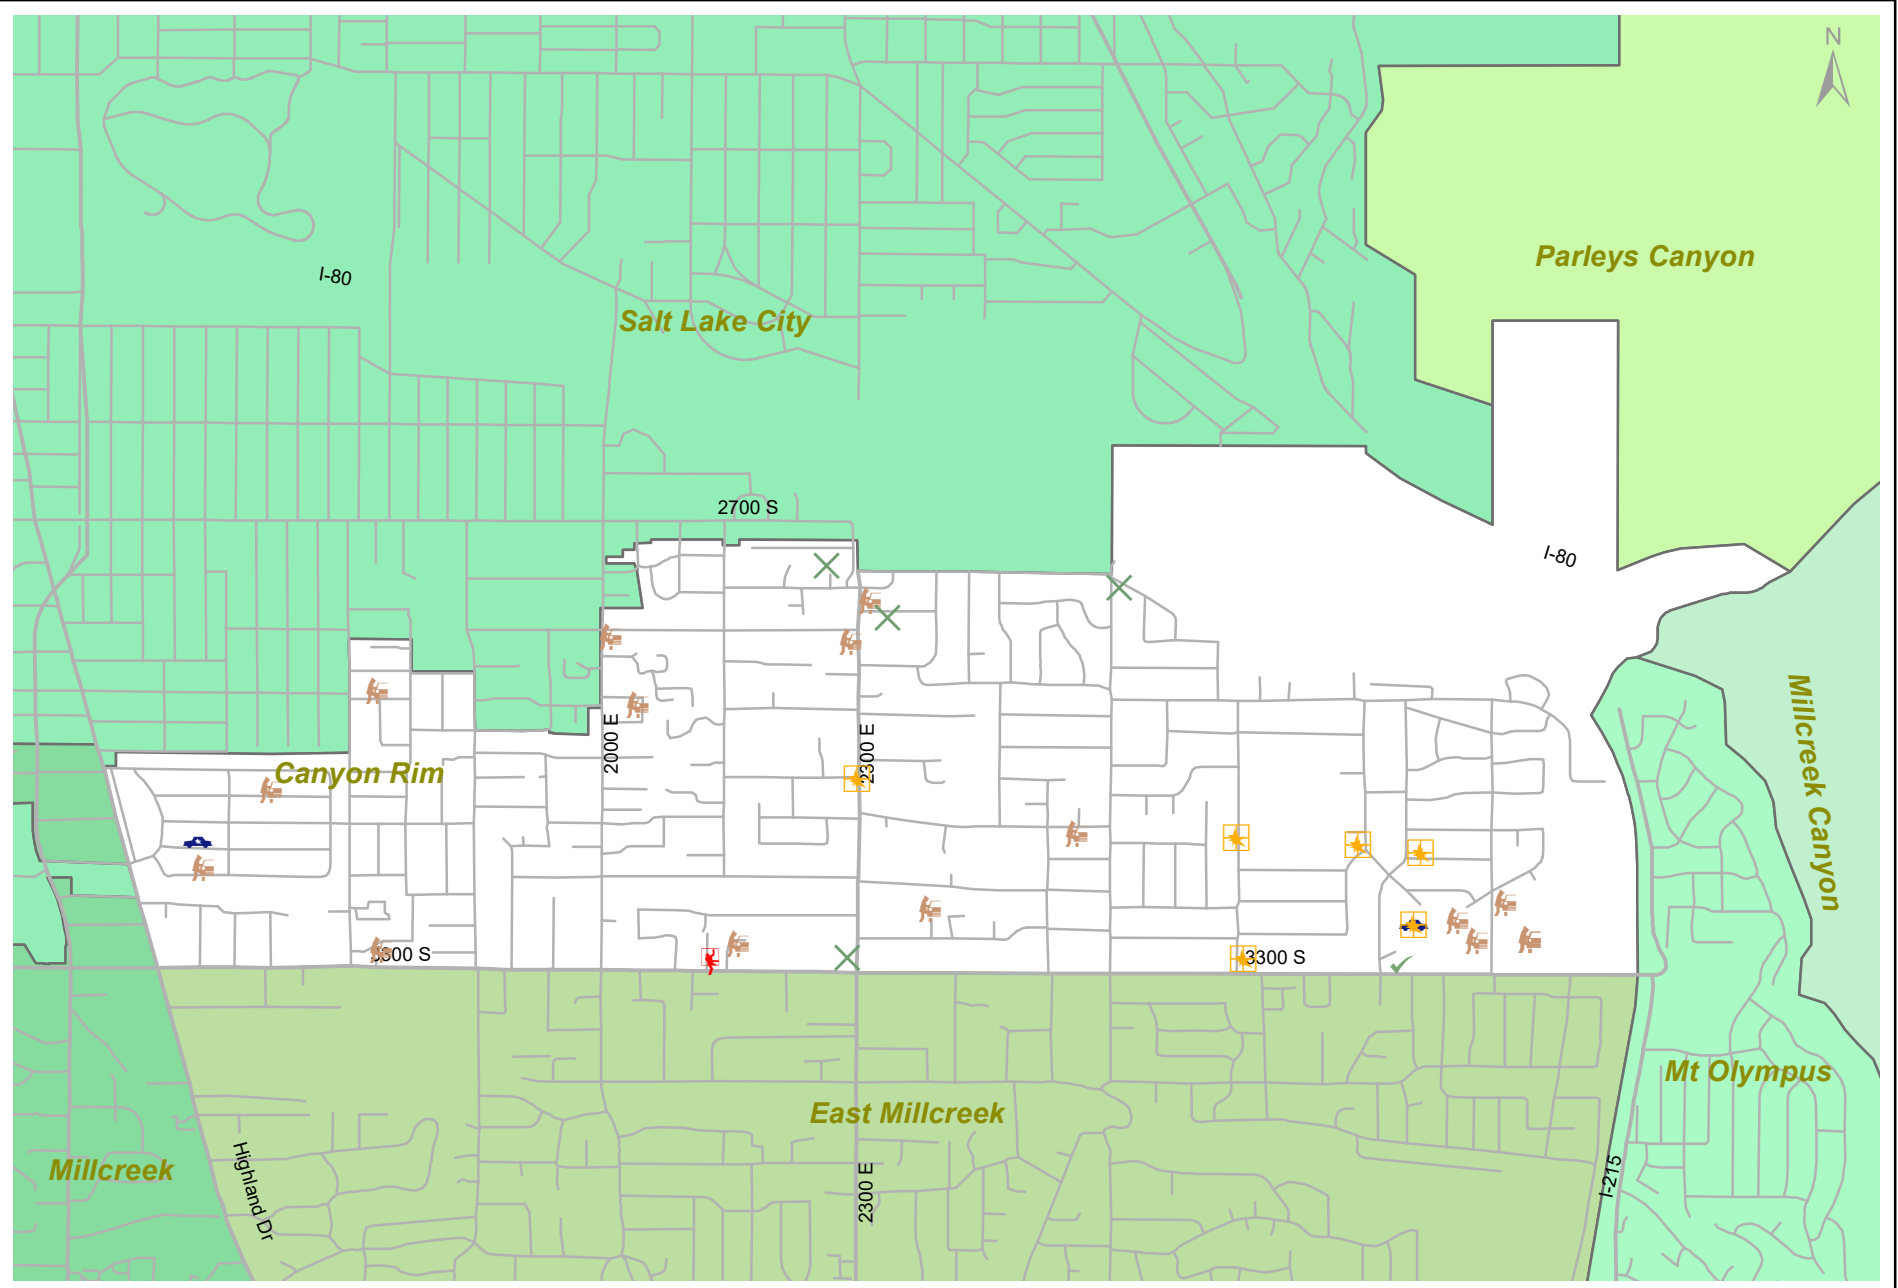 N
Parleys Canyon
I-80
Salt Lake City
2700 S
I-80
Millcreek Canyon
2000 E
2300 E
Canyon Rim
3300 S
3300 S
Mt Olympus
East Millcreek
Millcreek
Highland Dr
2300 E
I-215